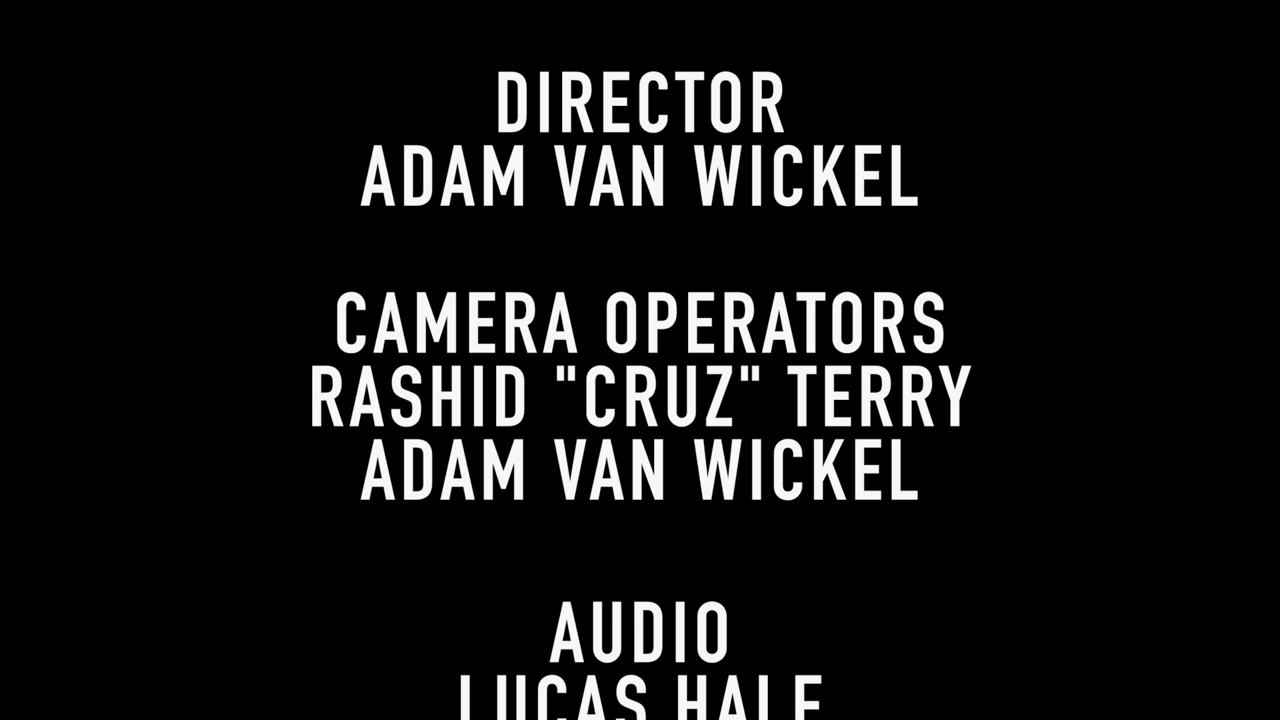 DIRECTOR
ADAM VAN WICKEL
CAMERA OPERATORS
RASHID "CRUZ" TERRY
ADAM VAN WICKEL
AUDIO
LUCAS HALE